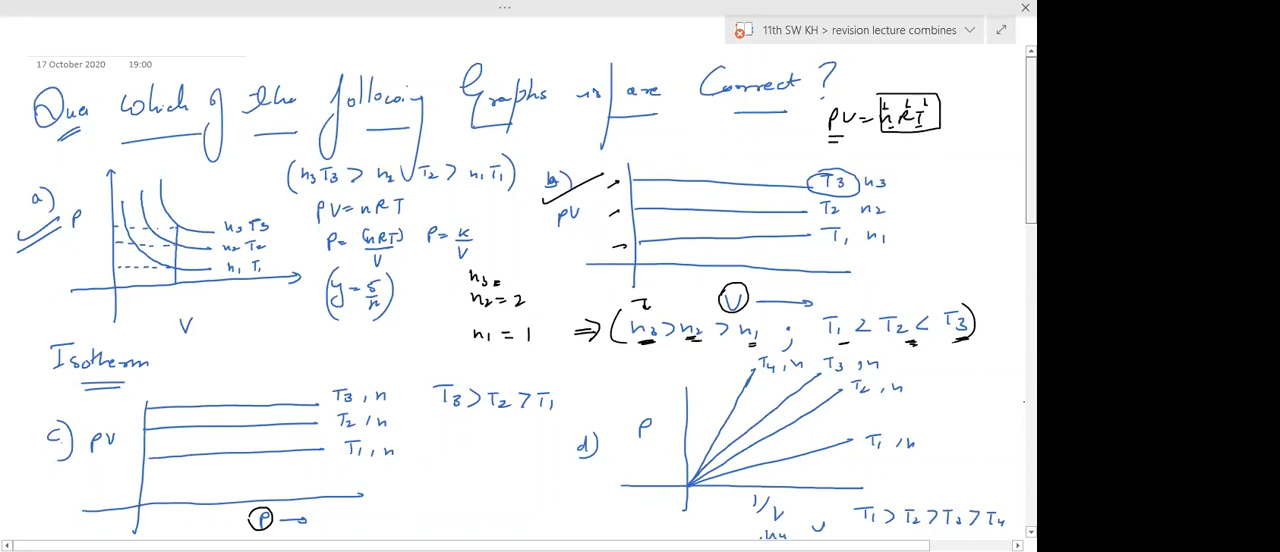 11th SW KH > revision lecture combines
17 October 2020 19:00
Que Which of the following Graphs is/are Correct ?
PV = nRT
a) P
n3 T3
n2 T2
n1 T1
V
(n3T3 > n2 T2 > n1T1)
PV = nRT
P = (nRT)/V P = K/V
(y = 5/x)
b) PV
T3 n3
T2 n2
T1 n1
V
n3 =
n2 = 2
n1 = 1
⇒ (n3 > n2 > n1 ; T1 < T2 < T3)
Isotherm
c) PV
T3, n
T2, n
T1, n
P
T3 > T2 > T1
d) P
T4, n
T3, n
T2, n
T1, n
1/V
T1 > T2 > T3 > T4